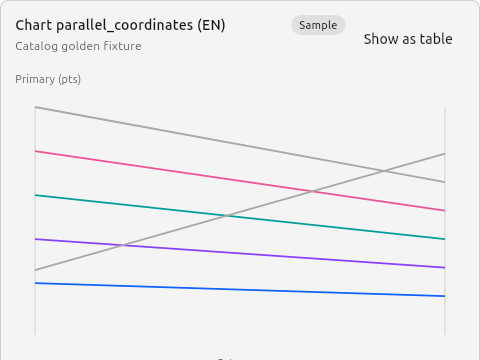 Chart parallel_coordinates (EN)
Sample
Show as table
Catalog golden fixture
Primary (pts)